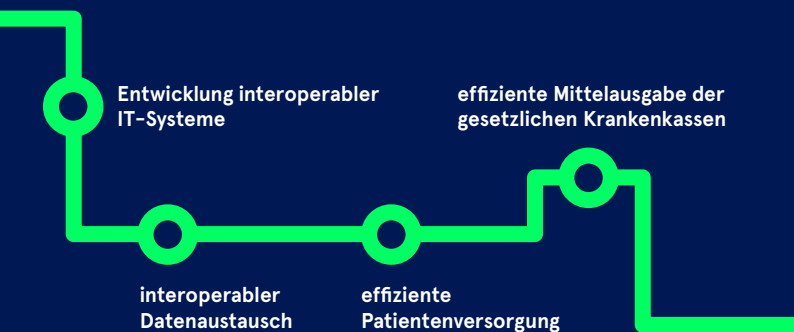 Entwicklung interoperabler
IT-Systeme
interoperabler
Datenaustausch
effiziente
Patientenversorgung
effiziente Mittelausgabe der
gesetzlichen Krankenkassen